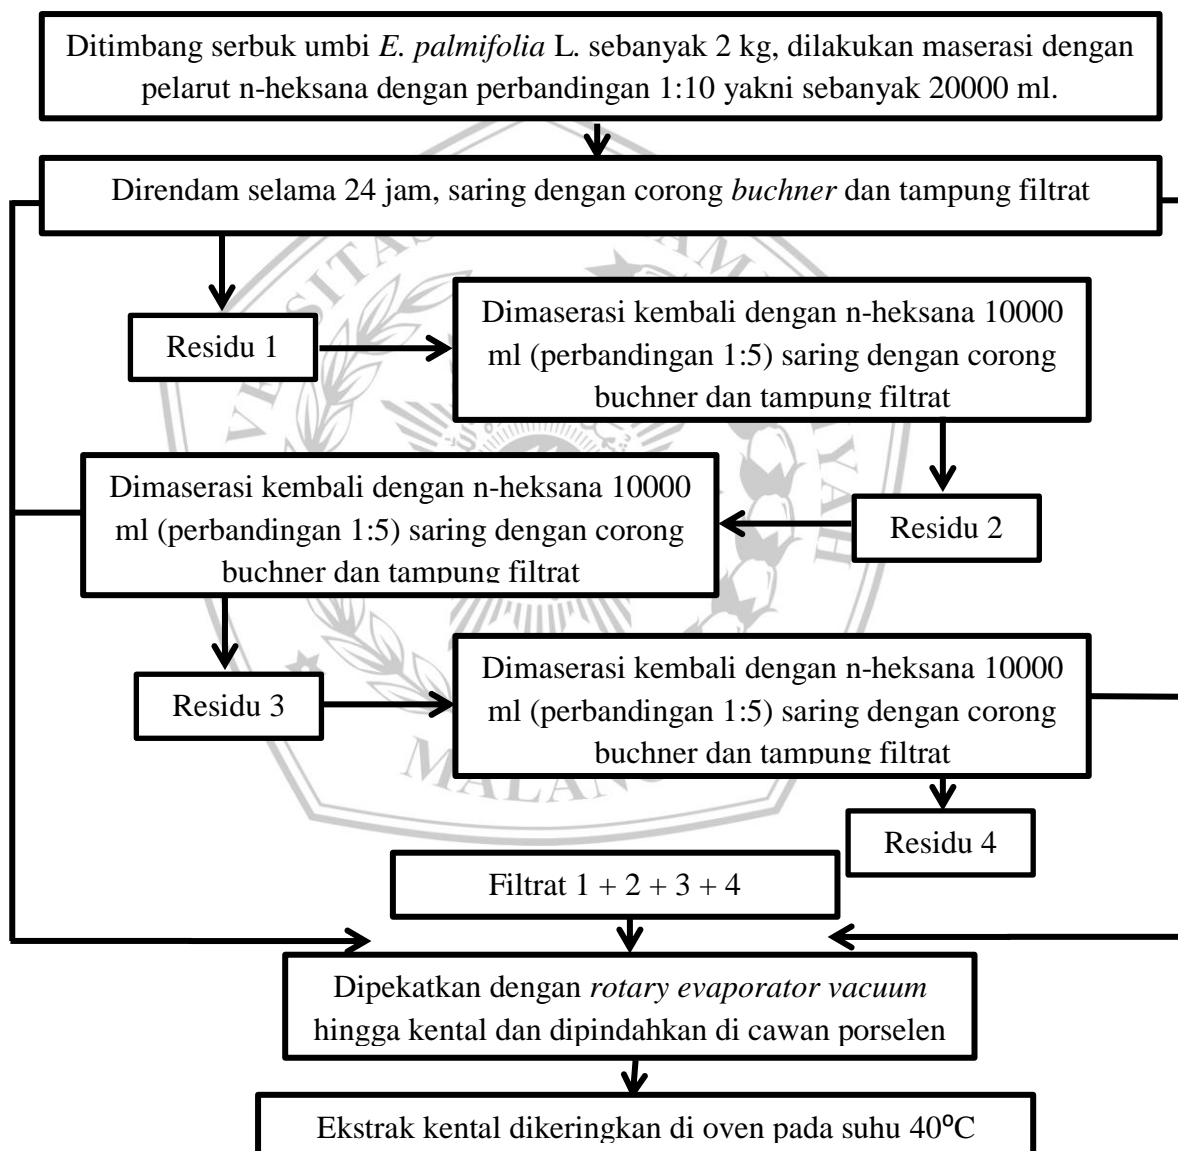 Ditimbang serbuk umbi E. palmifolia L. sebanyak 2 kg, dilakukan maserasi dengan
pelarut n-heksana dengan perbandingan 1:10 yakni sebanyak 20000 ml.
Direndam selama 24 jam, saring dengan corong buchner dan tampung filtrat
Residu 1
Dimaserasi kembali dengan n-heksana 10000
ml (perbandingan 1:5) saring dengan corong
buchner dan tampung filtrat
Residu 2
Dimaserasi kembali dengan n-heksana 10000
ml (perbandingan 1:5) saring dengan corong
buchner dan tampung filtrat
Residu 3
Dimaserasi kembali dengan n-heksana 10000
ml (perbandingan 1:5) saring dengan corong
buchner dan tampung filtrat
Residu 4
Filtrat 1 + 2 + 3 + 4
Dipekatkan dengan rotary evaporator vacuum
hingga kental dan dipindahkan di cawan porselen
Ekstrak kental dikeringkan di oven pada suhu 40⁰C